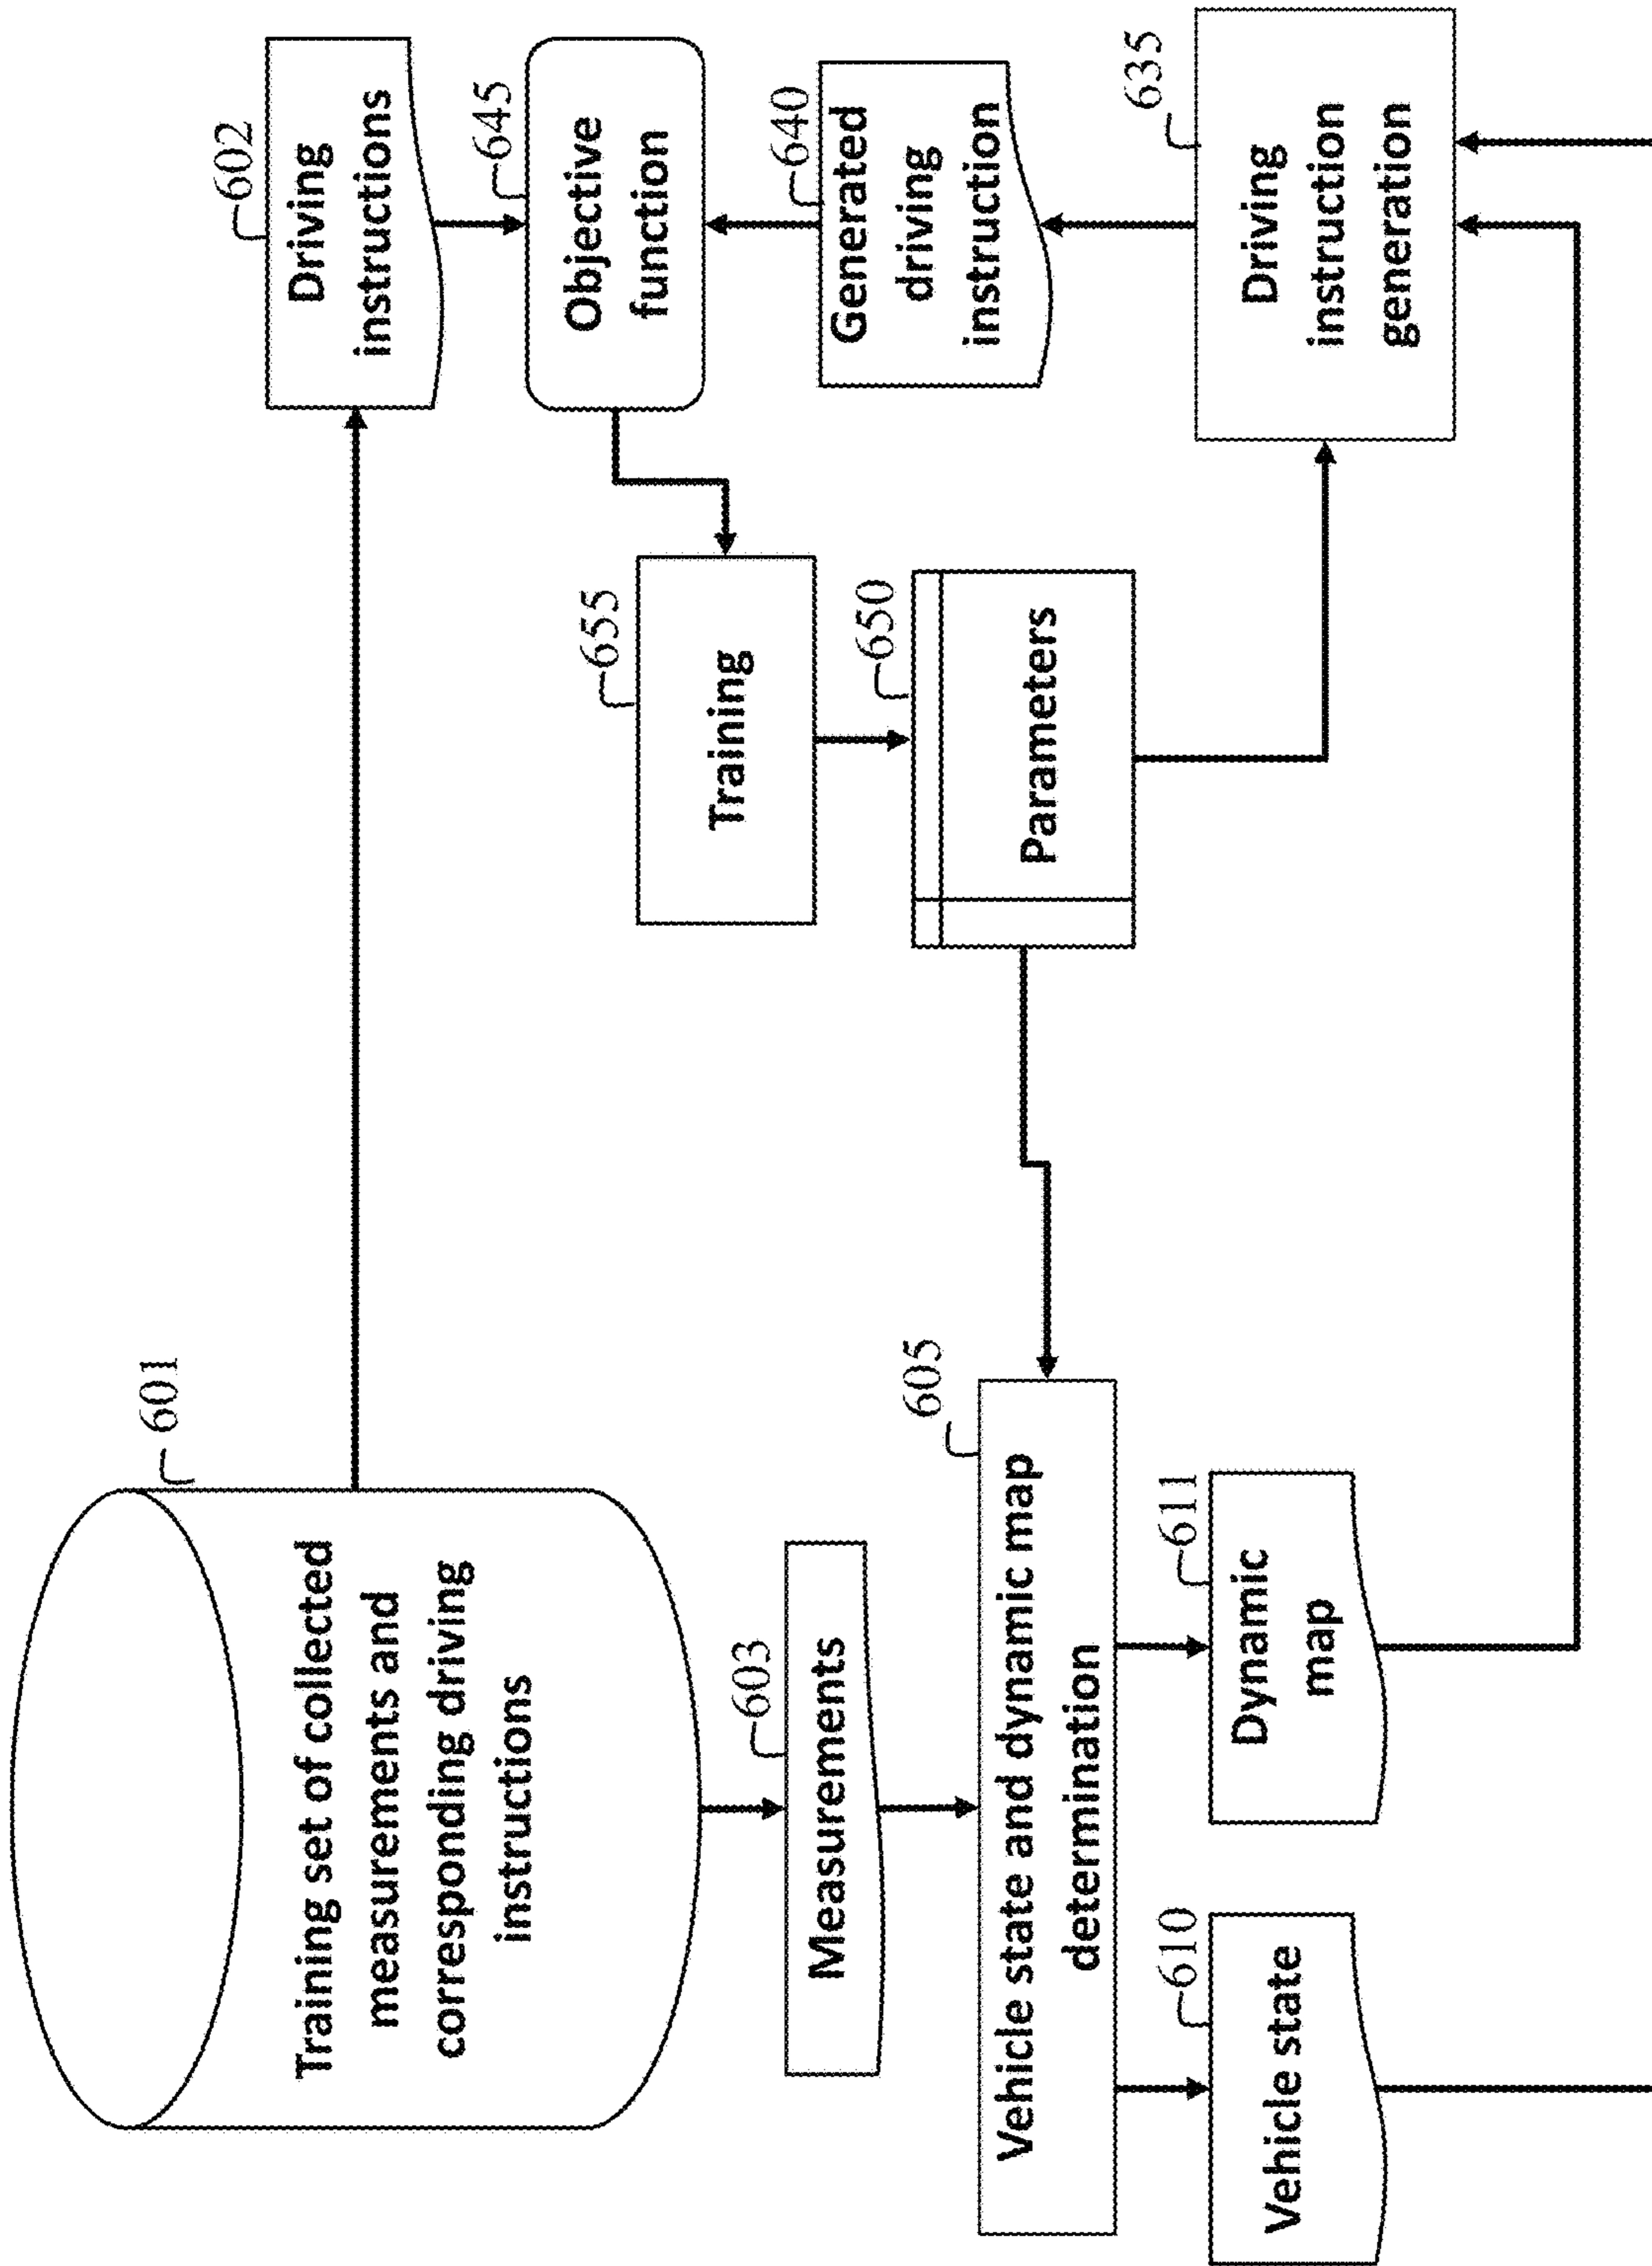 601
Training set of collected
measurements and
corresponding driving
instructions
602
Driving
instructions
645
Objective
function
603
Measurements
655
Training
640
Generated
driving
instruction
650
Parameters
605
Vehicle state and dynamic map
determination
635
Driving
instruction
generation
610
Vehicle state
611
Dynamic
map